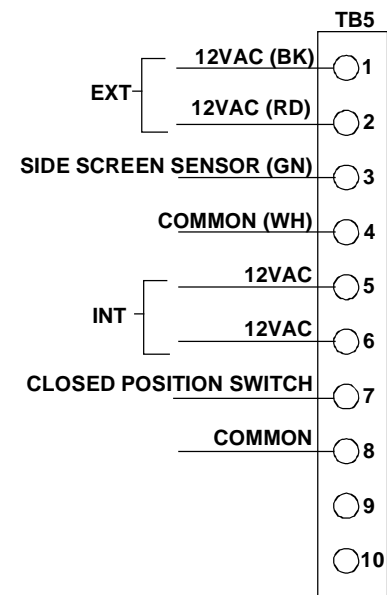 TB5
12VAC (BK)
1
EXT
12VAC (RD)
2
SIDE SCREEN SENSOR (GN)
3
COMMON (WH)
4
12VAC
5
INT
12VAC
6
CLOSED POSITION SWITCH
7
COMMON
8
9
10